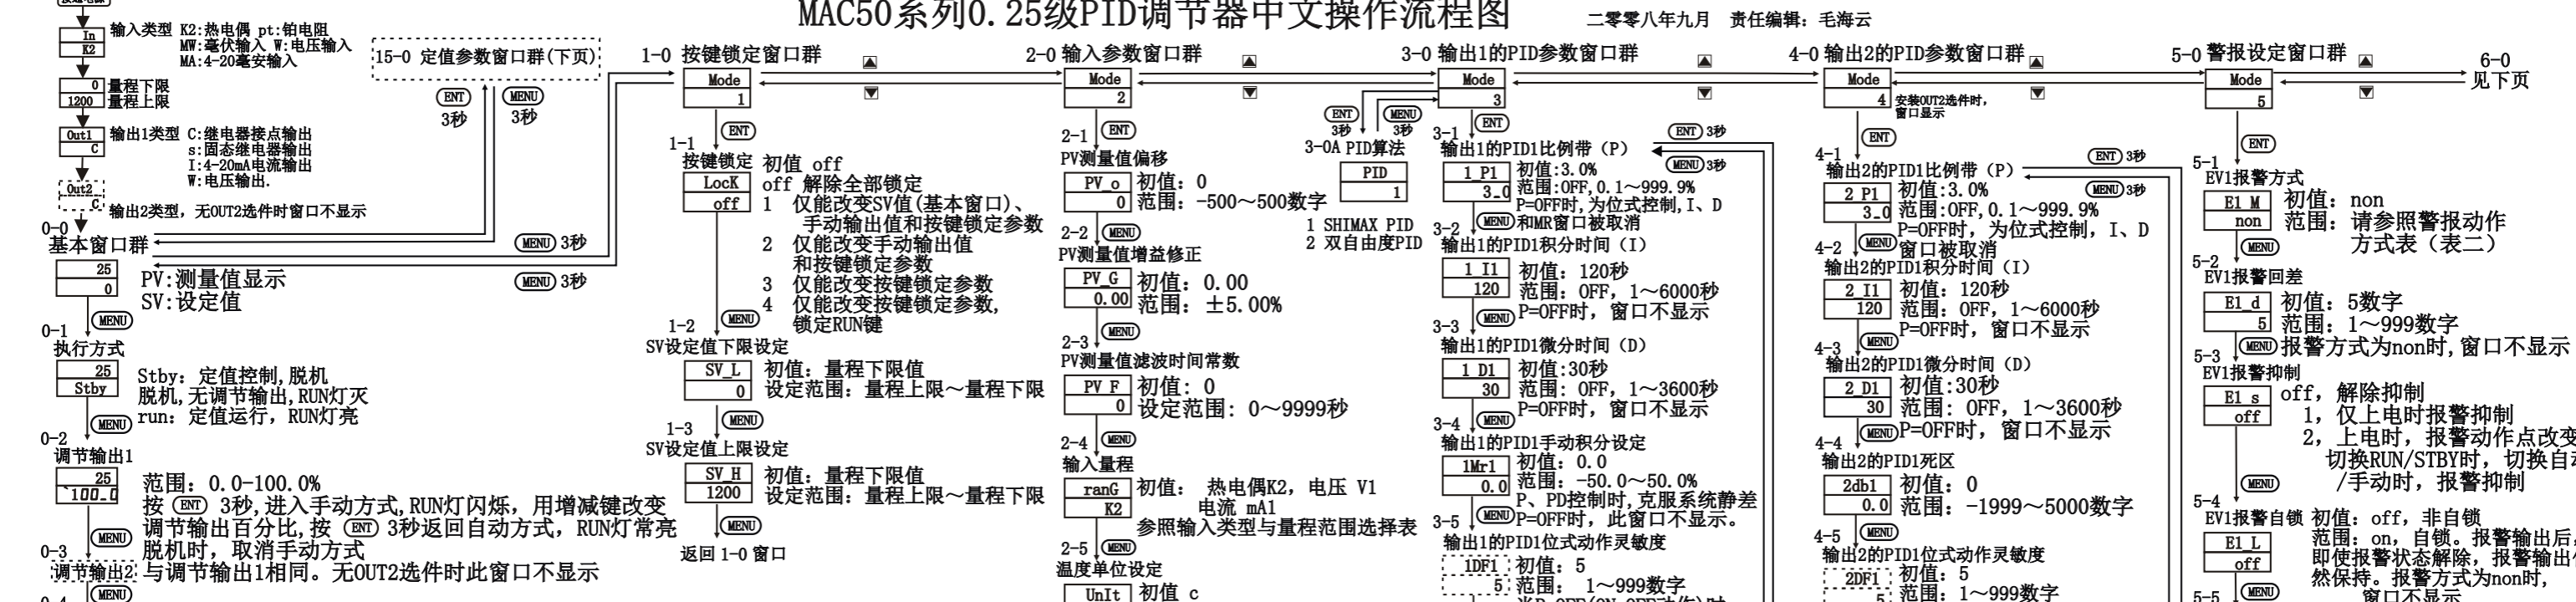 MAC50系列0.25级PID调节器中文操作流程图
二零零八年九月 责任编辑：毛海云
In
K2
输入类型 K2:热电偶 pt:铂电阻
MW:毫伏输入 W:电压输入
MA:4-20毫安输入
0 量程下限
1200 量程上限
Out1
C
输出1类型 C:继电器接点输出
s:固态继电器输出
I:4-20mA电流输出
W:电压输出.
Out2
C
输出2类型，无OUT2选件时窗口不显示
15-0 定值参数窗口群(下页)
ENT
3秒
MENU
3秒
0-0
基本窗口群
MENU 3秒
MENU 3秒
25
0
PV:测量值显示
SV:设定值
MENU
0-1
执行方式
25
Stby
Stby：定值控制,脱机
脱机,无调节输出,RUN灯灭
run：定值运行，RUN灯亮
MENU
0-2
调节输出1
25
`100.0
范围：0.0-100.0%
按 ENT 3秒,进入手动方式,RUN灯闪烁，用增减键改变
调节输出百分比,按 ENT 3秒返回自动方式，RUN灯常亮
脱机时，取消手动方式
MENU
0-3
调节输出2 与调节输出1相同。无OUT2选件时此窗口不显示
MENU
1-0 按键锁定窗口群
Mode
1
ENT
1-1
按键锁定 初值 off
LocK
off
off 解除全部锁定
1 仅能改变SV值(基本窗口)、
手动输出值和按键锁定参数
2 仅能改变手动输出值
和按键锁定参数
3 仅能改变按键锁定参数
4 仅能改变按键锁定参数,
锁定RUN键
1-2 MENU
SV设定值下限设定
SV_L
0
初值：量程下限值
设定范围：量程上限～量程下限
MENU
1-3
SV设定值上限设定
SV_H
1200
初值：量程下限值
设定范围：量程上限～量程下限
MENU
返回 1-0 窗口
2-0 输入参数窗口群
Mode
2
2-1 ENT
PV测量值偏移
PV_o
0
初值：0
范围：-500～500数字
2-2 MENU
PV测量值增益修正
PV_G
0.00
初值：0.00
范围：±5.00%
MENU
2-3
PV测量值滤波时间常数
PV_F
0
初值：0
设定范围：0～9999秒
2-4 MENU
输入量程
ranG
K2
初值： 热电偶K2，电压 V1
电流 mA1
参照输入类型与量程范围选择表
2-5 MENU
温度单位设定
UnIt 初值 c
3-0 输出1的PID参数窗口群
Mode
3
ENT
3秒
MENU
3秒
3-0A PID算法
PID
1
1 SHIMAX PID
2 双自由度PID
ENT
3-1
输出1的PID1比例带（P）
ENT 3秒
MENU 3秒
1_P1
3.0
初值:3.0%
范围:OFF,0.1～999.9%
P=OFF时,为位式控制,I、D
3-2 MENU 和MR窗口被取消
输出1的PID1积分时间（I）
1_I1
120
初值：120秒
范围：OFF，1～6000秒
MENU P=OFF时，窗口不显示
3-3
输出1的PID1微分时间（D）
1_D1
30
初值:30秒
范围：OFF，1～3600秒
P=OFF时，窗口不显示
3-4 MENU
输出1的PID1手动积分设定
1Mr1
0.0
初值：0.0
范围：-50.0～50.0%
P、PD控制时,克服系统静差
3-5 MENU P=OFF时，此窗口不显示。
输出1的PID1位式动作灵敏度
1DF1
5
初值：5
范围： 1～999数字
4-0 输出2的PID参数窗口群
Mode
4
安装OUT2选件时，
窗口显示
ENT
4-1
输出2的PID1比例带（P）
ENT 3秒
MENU 3秒
2_P1
3.0
初值:3.0%
范围:OFF,0.1～999.9%
P=OFF时，为位式控制，I、D
4-2 MENU 窗口被取消
输出2的PID1积分时间（I）
2_I1
120
初值：120秒
范围：OFF，1～6000秒
P=OFF时，窗口不显示
4-3 MENU
输出2的PID1微分时间（D）
2_D1
30
初值:30秒
范围：OFF，1～3600秒
MENU P=OFF时，窗口不显示
4-4
输出2的PID1死区
2db1
0.0
初值：0
范围：-1999～5000数字
4-5 MENU
输出2的PID1位式动作灵敏度
2DF1
5
初值：5
范围：1～999数字
5-0 警报设定窗口群
Mode
5
6-0
见下页
ENT
5-1
EV1报警方式
E1_M
non
初值：non
范围：请参照警报动作
方式表（表二）
MENU
5-2
EV1报警回差
E1_d
5
初值：5数字
范围：1～999数字
MENU 报警方式为non时,窗口不显示
5-3
EV1报警抑制
E1_s
off
off，解除抑制
1，仅上电时报警抑制
2，上电时，报警动作点改变
切换RUN/STBY时，切换自动
/手动时，报警抑制
MENU
5-4
EV1报警自锁 初值：off，非自锁
E1_L
off
范围：on，自锁。报警输出后，
即使报警状态解除，报警输出
然保持。报警方式为non时，
窗口不显示
5-5 MENU